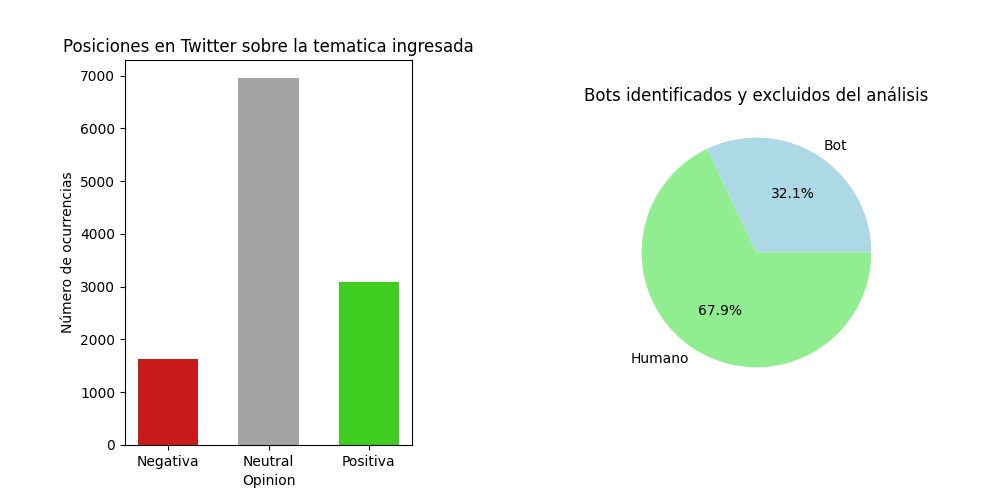 Posiciones en Twitter sobre la tematica ingresada
Número de ocurrencias
7000
6000
5000
4000
3000
2000
1000
0
Negativa
Neutral
Positiva
Opinion
Bots identificados y excluidos del análisis
Bot
32.1%
67.9%
Humano